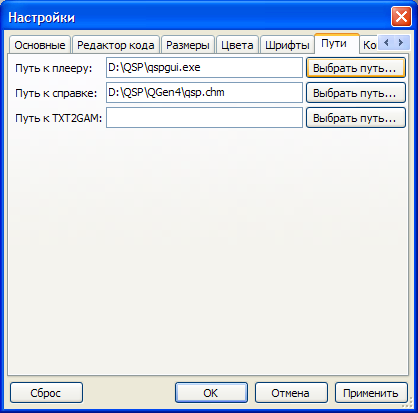 Настройки
Основные Редактор кода Размеры Цвета Шрифты Пути Ко
Путь к плееру: D:\QSP\qspgui.exe Выбрать путь...
Путь к справке: D:\QSP\QGen4\qsp.chm Выбрать путь...
Путь к TXT2GAM: Выбрать путь...
Сброс OK Отмена Применить